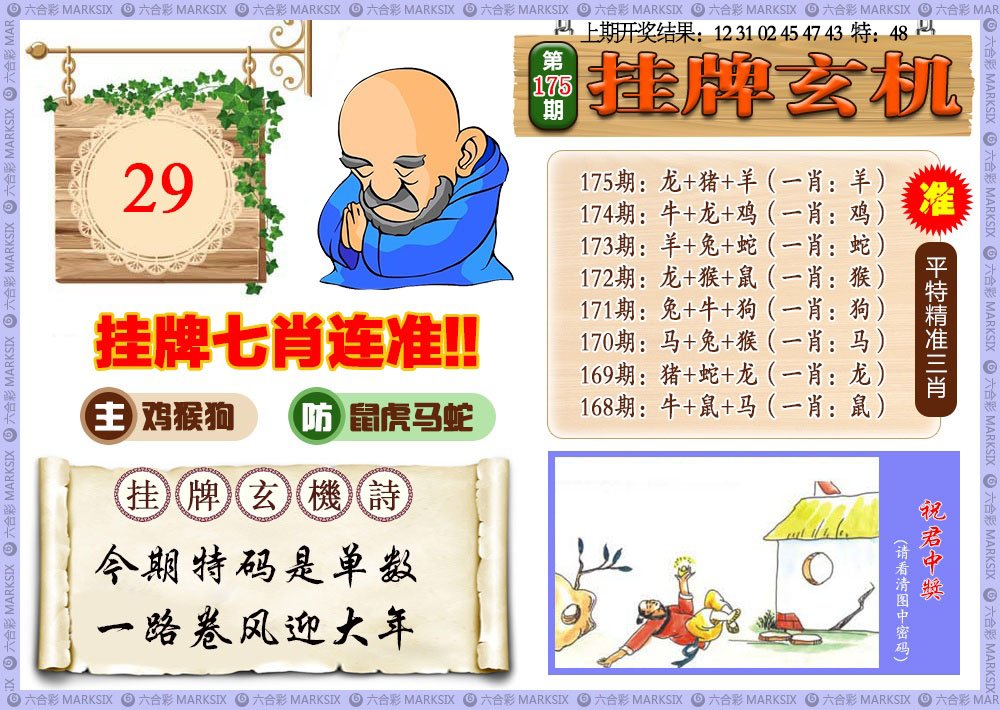 六合彩 MARKSIX
上期开奖结果：12 31 02 45 47 43 特：48
第
175
期
挂牌玄机
29
175期：龙+猪+羊（一肖：羊）
174期：牛+龙+鸡（一肖：鸡）
173期：羊+兔+蛇（一肖：蛇）
172期：龙+猴+鼠（一肖：猴）
171期：兔+牛+狗（一肖：狗）
170期：马+兔+猴（一肖：马）
169期：猪+蛇+龙（一肖：龙）
168期：牛+鼠+马（一肖：鼠）
准
平特精准三肖
挂牌七肖连准!!
主 鸡猴狗
防 鼠虎马蛇
挂牌玄機詩
今期特码是单数
一路卷风迎大年
祝君中獎
（请看清图中密码）